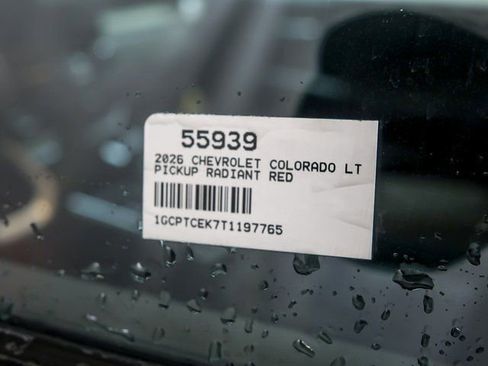 55939
2026 CHEVROLET COLORADO LT
PICKUP RADIANT RED
1GCPTCEK7T1197765